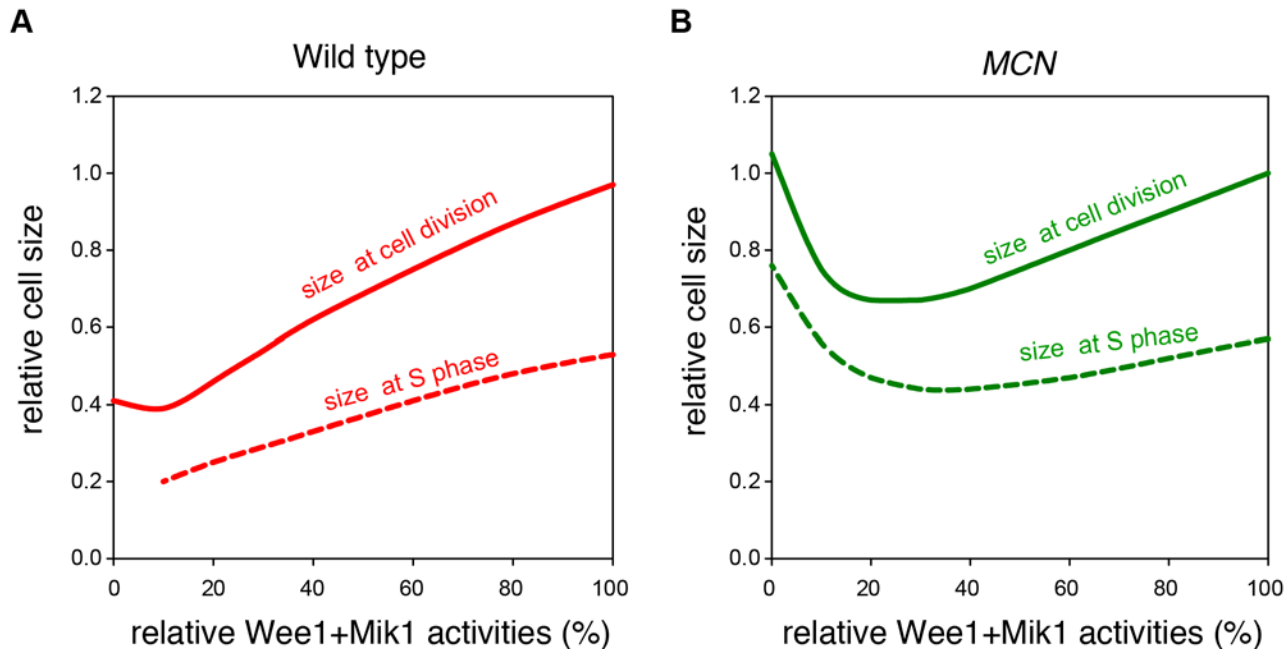 A
Wild type
1.2
1.0
0.8
0.6
0.4
0.2
0.0
relative cell size
size at cell division
size at S phase
0 20 40 60 80 100
relative Wee1+Mik1 activities (%)
B
MCN
1.2
1.0
0.8
0.6
0.4
0.2
0.0
relative cell size
size at cell division
size at S phase
0 20 40 60 80 100
relative Wee1+Mik1 activities (%)